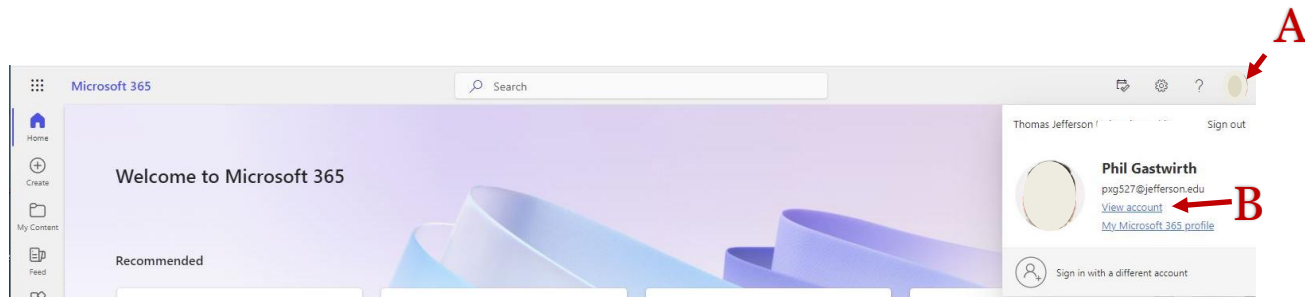 A
Microsoft 365
Search
?
Home
Thomas Jefferson
Sign out
Create
Welcome to Microsoft 365
Phil Gastwirth
pxg527@jefferson.edu
View account
B
My Content
My Microsoft 365 profile
Feed
Recommended
Sign in with a different account